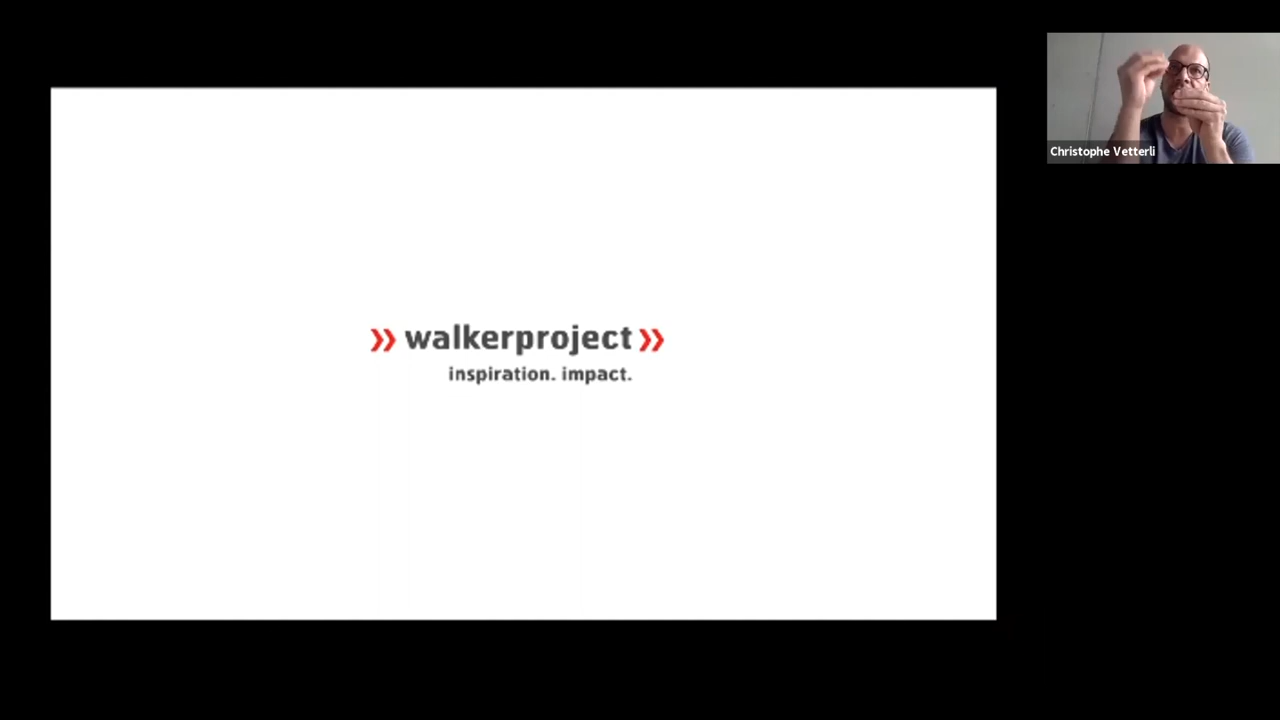 » walkerproject »
inspiration. impact.
Christophe Vetterli